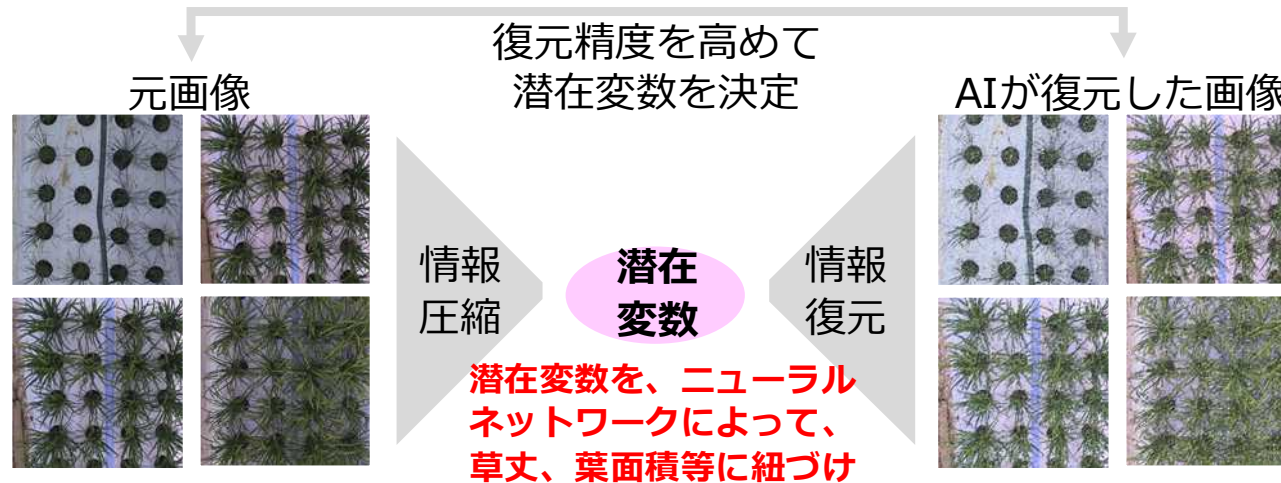 復元精度を高めて
潜在変数を決定
元画像
AIが復元した画像
情報
圧縮
潜在
変数
情報
復元
潜在変数を、ニューラル
ネットワークによって、
草丈、葉面積等に紐づけ